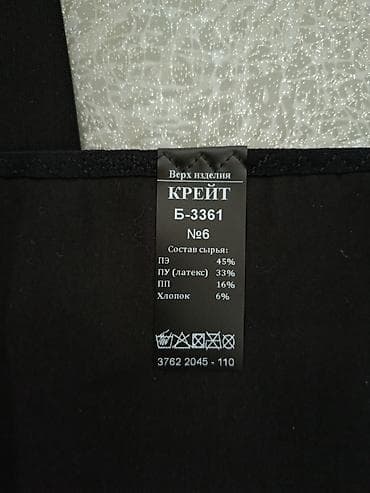 Верх изделия
КРЕЙТ
Б-3361
№6
Состав сырья:
ПЭ 45%
ПУ (латекс) 33%
ПП 16%
Хлопок 6%
3762 2045 - 110